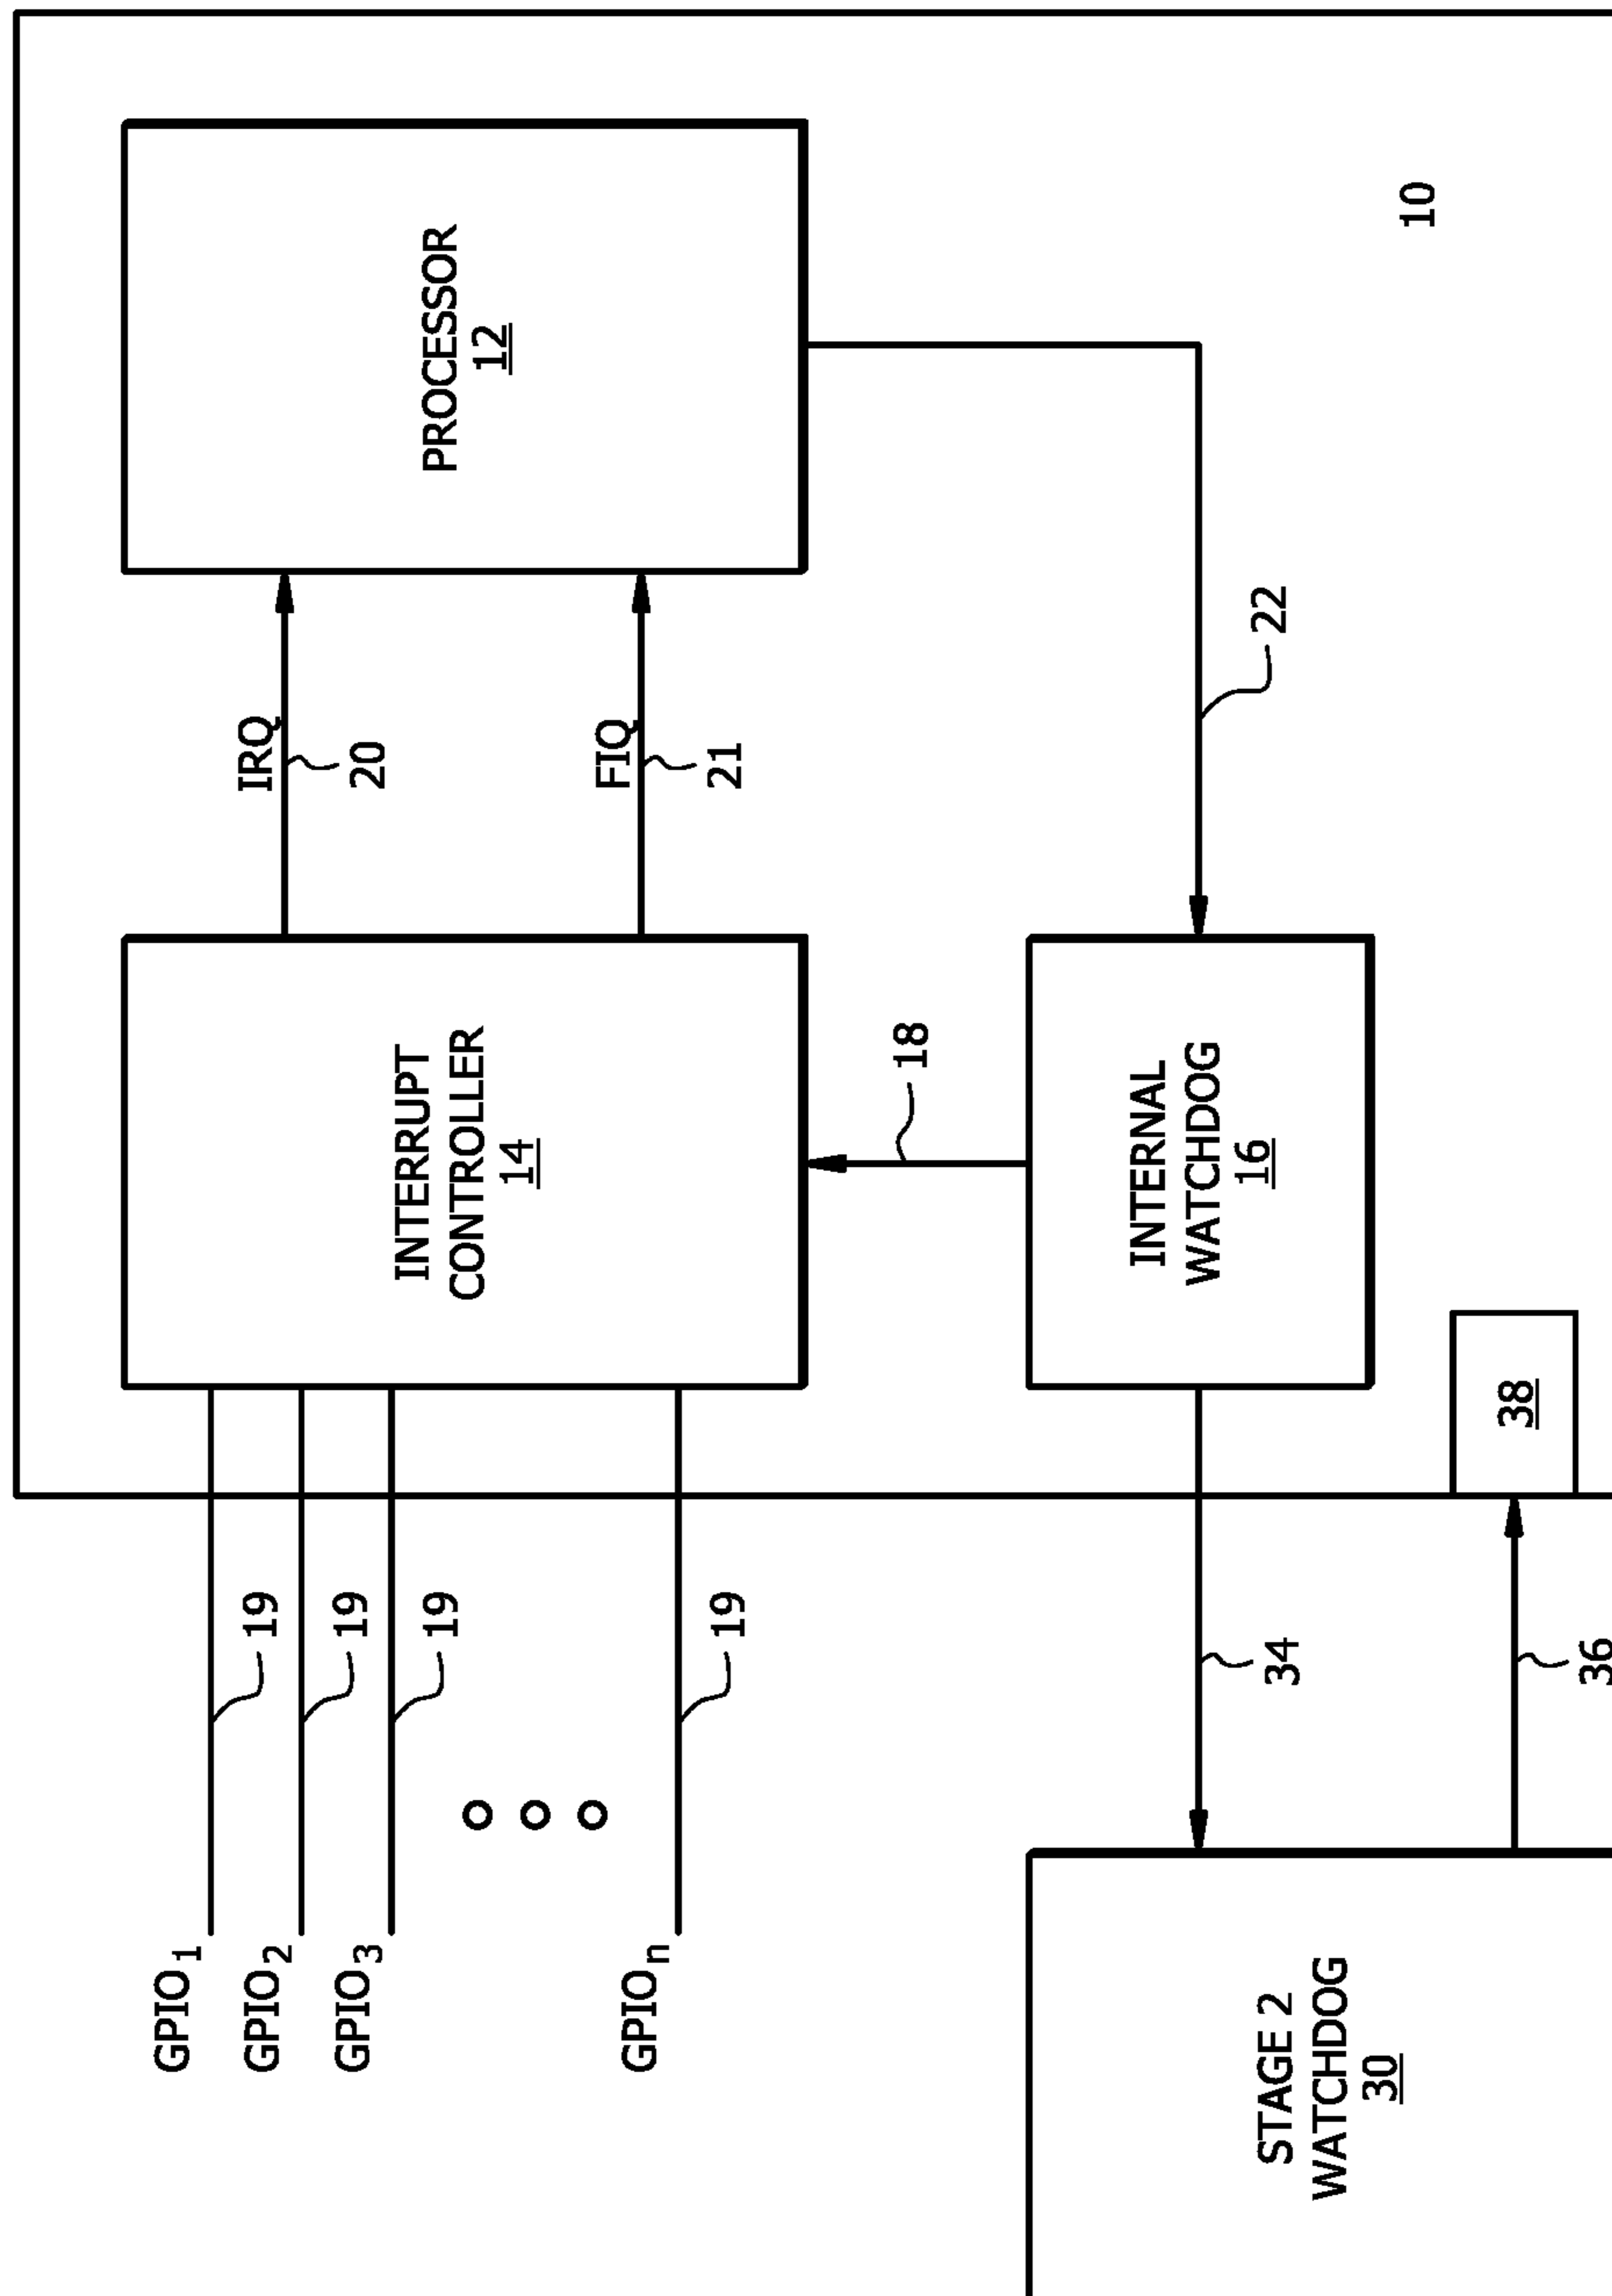 GPIO1
GPIO2
GPIO3
GPIOn
19
19
19
19
INTERRUPT
CONTROLLER
14
IRQ
20
FIQ
21
PROCESSOR
12
18
INTERNAL
WATCHDOG
16
22
10
STAGE 2
WATCHDOG
30
34
36
38